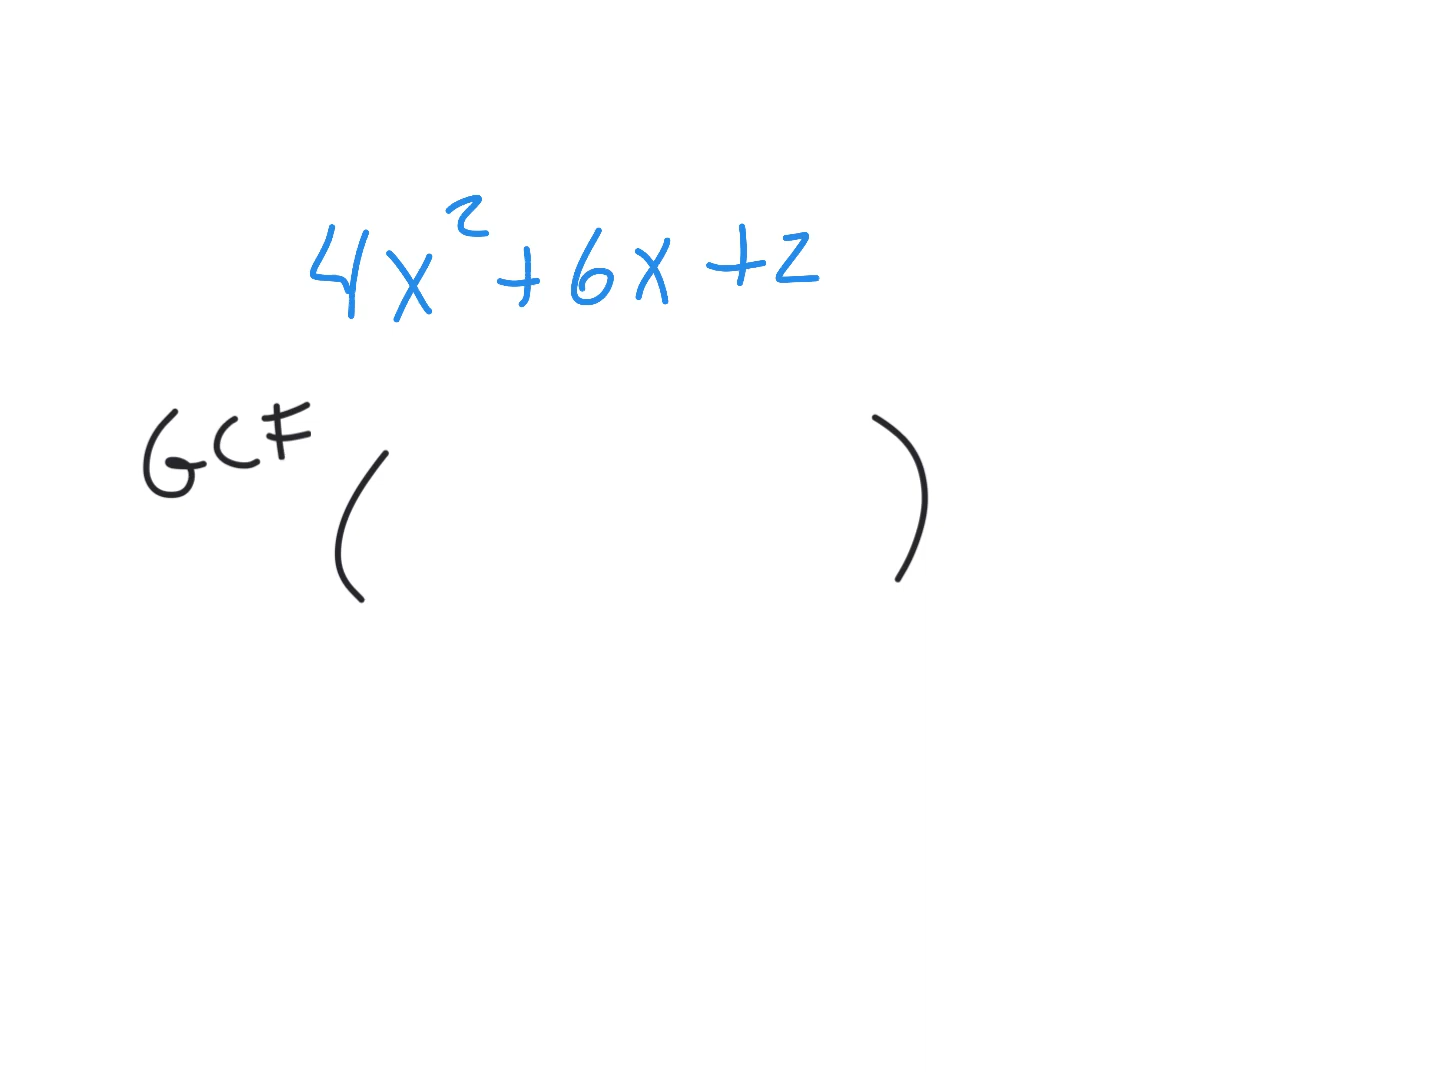 4x² + 6x + 2
GCF (          )